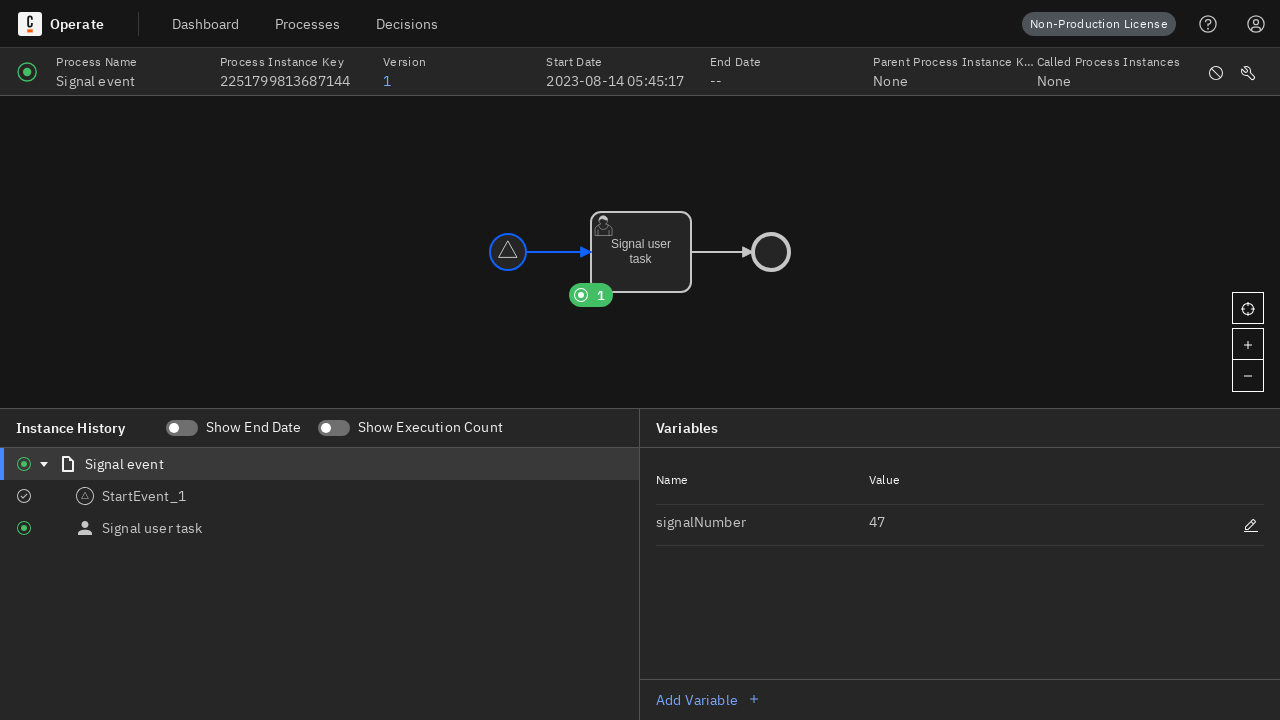 Operate
Dashboard
Processes
Decisions
Non-Production License
Process Name
Signal event
Process Instance Key
2251799813687144
Version
1
Start Date
2023-08-14 05:45:17
End Date
--
Parent Process Instance K...
None
Called Process Instances
None
Signal user
task
1
Instance History
Show End Date
Show Execution Count
Signal event
StartEvent_1
Signal user task
Variables
Name
Value
signalNumber
47
Add Variable +